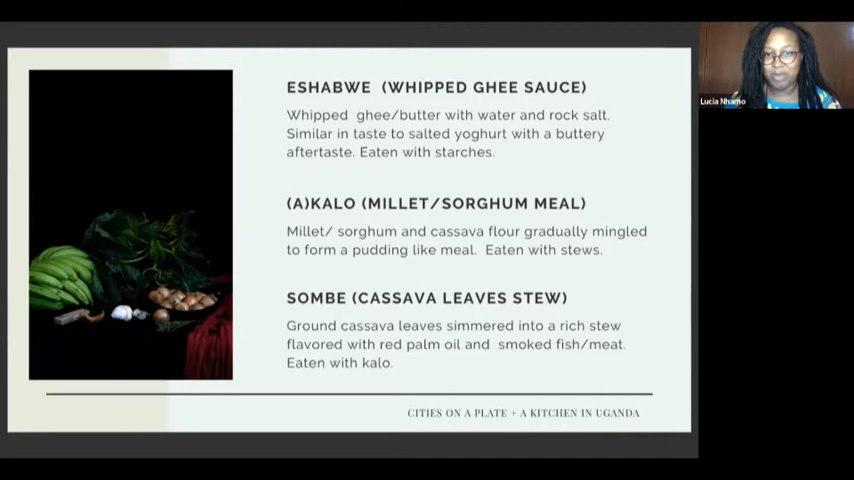 ESHABWE (WHIPPED GHEE SAUCE)
Whipped ghee/butter with water and rock salt.
Similar in taste to salted yoghurt with a buttery
aftertaste. Eaten with starches.
(A)KALO (MILLET/SORGHUM MEAL)
Millet/ sorghum and cassava flour gradually mingled
to form a pudding like meal. Eaten with stews.
SOMBE (CASSAVA LEAVES STEW)
Ground cassava leaves simmered into a rich stew
flavored with red palm oil and smoked fish/meat.
Eaten with kalo.
CITIES ON A PLATE + A KITCHEN IN UGANDA
Lucia Nhamo